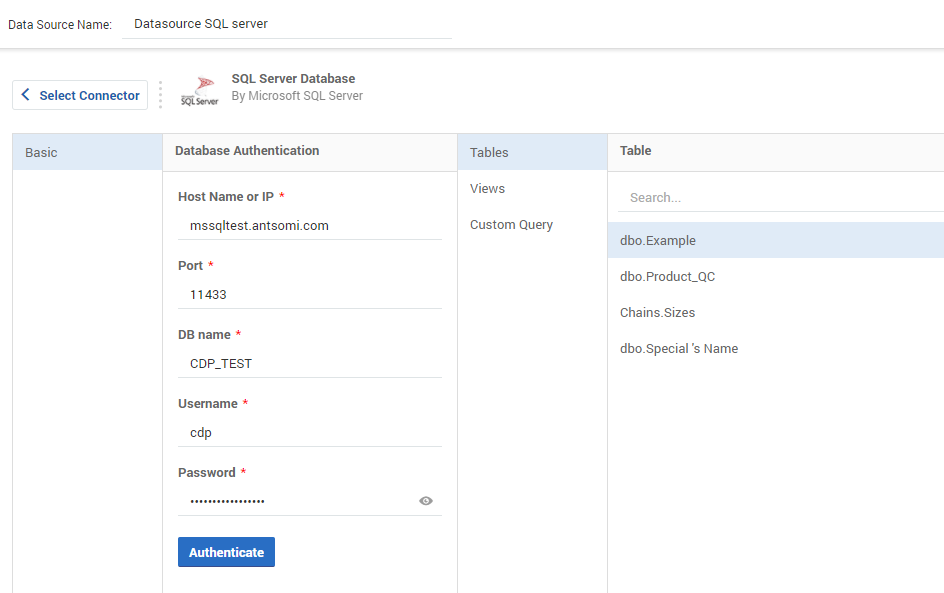 Data Source Name: Datasource SQL server
Select Connector
SQL Server
SQL Server Database
By Microsoft SQL Server
Basic
Database Authentication
Host Name or IP *
mssqltest.antsomi.com
Port *
11433
DB name *
CDP_TEST
Username *
cdp
Password *
•••••••••••••••••
Authenticate
Tables
Views
Custom Query
Table
Search...
dbo.Example
dbo.Product_QC
Chains.Sizes
dbo.Special 's Name